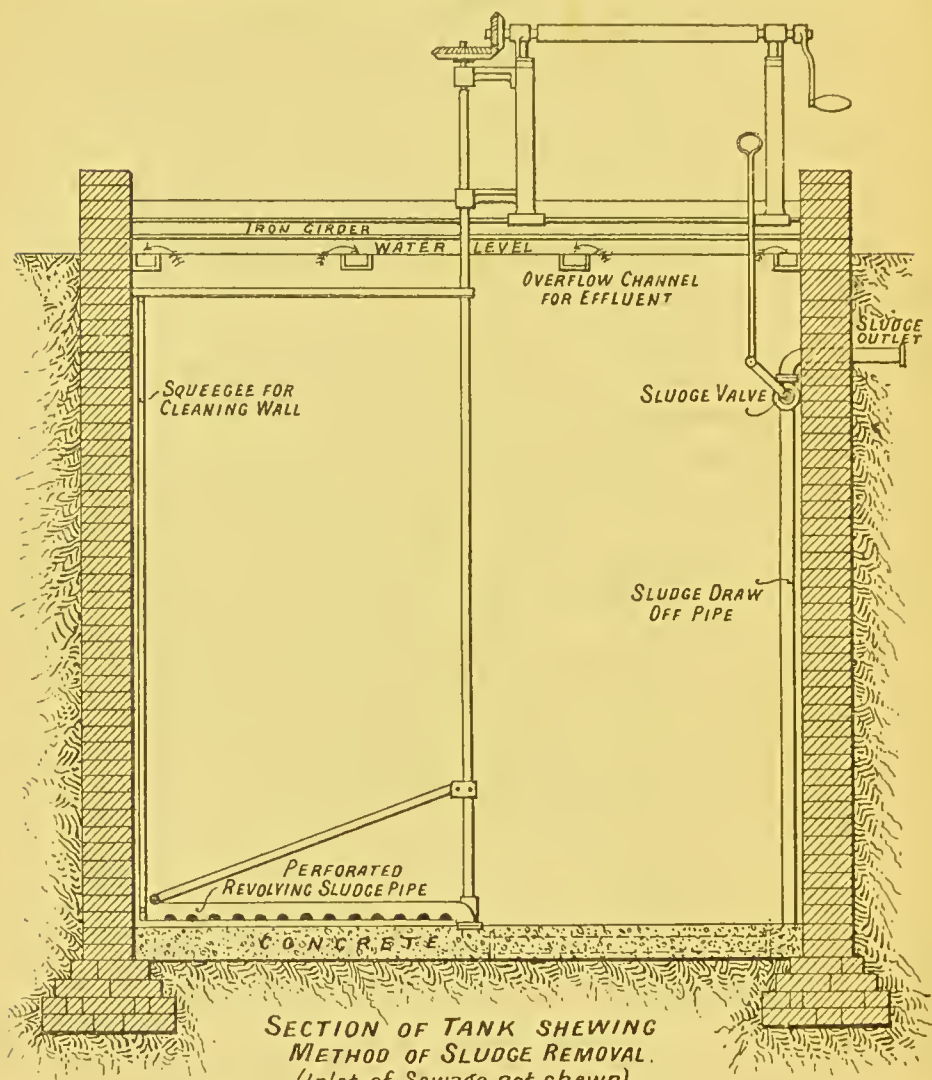 IRON GIRDER
WATER LEVEL
OVERFLOW CHANNEL
FOR EFFLUENT
SLUDGE
OUTLET
SQUEEGEE FOR
CLEANING WALL
SLUDGE VALVE
SLUDGE DRAW
OFF PIPE
PERFORATED
REVOLVING SLUDGE PIPE
CONCRETE
SECTION OF TANK SHEWING
METHOD OF SLUDGE REMOVAL.
(Inlet of Sewage not shewn)